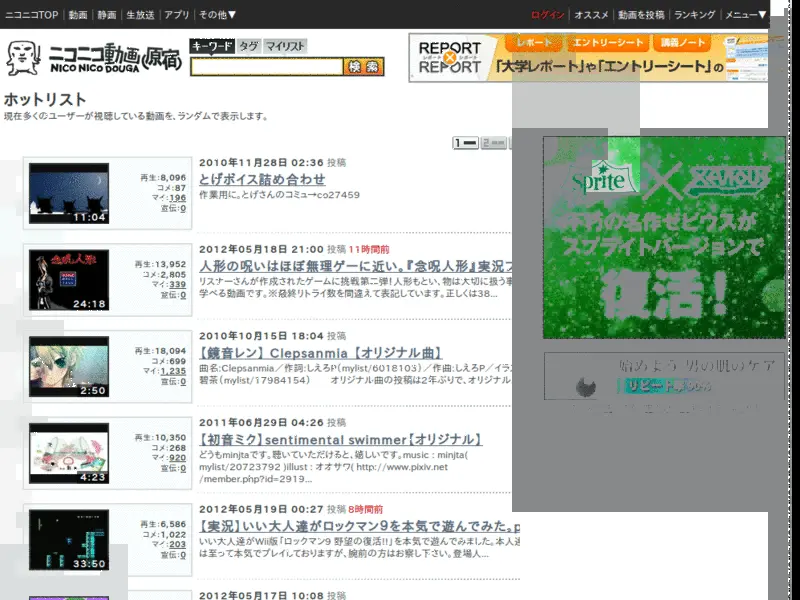 ニコニコTOP 動画 静画 生放送 アプリ その他▼
ログイン オススメ 動画を投稿 ランキング メニュー▼
ニコニコ動画(原宿)
NICO NICO DOUGA
キーワード タグ マイリスト
検索
REPORT
レポート レポート
REPORT
レポート エントリーシート 講義ノート
「大学レポート」や「エントリーシート」の
ホットリスト
現在多くのユーザーが視聴している動画を、ランダムで表示します。
1 2
11:04
再生:8,096
コメ:87
マイ:196
宣伝:0
2010年11月28日 02:36 投稿
とげボイス詰め合わせ
作業用に。とげさんのコミュ→co27459
24:18
再生:13,952
コメ:2,805
マイ:339
宣伝:0
2012年05月18日 21:00 投稿 11時間前
人形の呪いはほぼ無理ゲーに近い。『念呪人形』実況プ
リスナーさんが作成されたゲームに挑戦第二弾!人形もとい、物は大切に扱う事
学べる動画です。※最終リトライ数を間違えて表記しています。正しくは38...
2:50
再生:18,094
コメ:699
マイ:1,235
宣伝:0
2010年10月15日 18:04 投稿
【鏡音レン】 Clepsanmia 【オリジナル曲】
曲名:Clepsanmia／作詞:しえろP(mylist/6018103)／作曲:しえろP／イラス
碧茶(mylist/17984154) オリジナル曲の投稿は2年ぶりで、オリジナル
4:23
再生:10,350
コメ:268
マイ:920
宣伝:0
2011年06月29日 04:26 投稿
【初音ミク】sentimental swimmer【オリジナル】
どうもminjtaです。聴いていただけると、嬉しいです。music : minjta(
mylist/20723792 )illust : オオサワ( http://www.pixiv.net
/member.php?id=2919...
33:50
再生:6,586
コメ:1,022
マイ:203
宣伝:0
2012年05月19日 00:27 投稿 8時間前
【実況】いい大人達がロックマン9を本気で遊んでみた。p
いい大人達がWii版「ロックマン9 野望の復活!!」を本気で遊んでみました。本人達
は至って本気でプレイしておりますが、腕前の方はお察し下さい。登場人...
2012年05月17日 10:08 投稿
Sprite × XEVIOUS
の名作ゼビウスが
スプライトバージョンで
復活!
始めよう 男の肌のケア